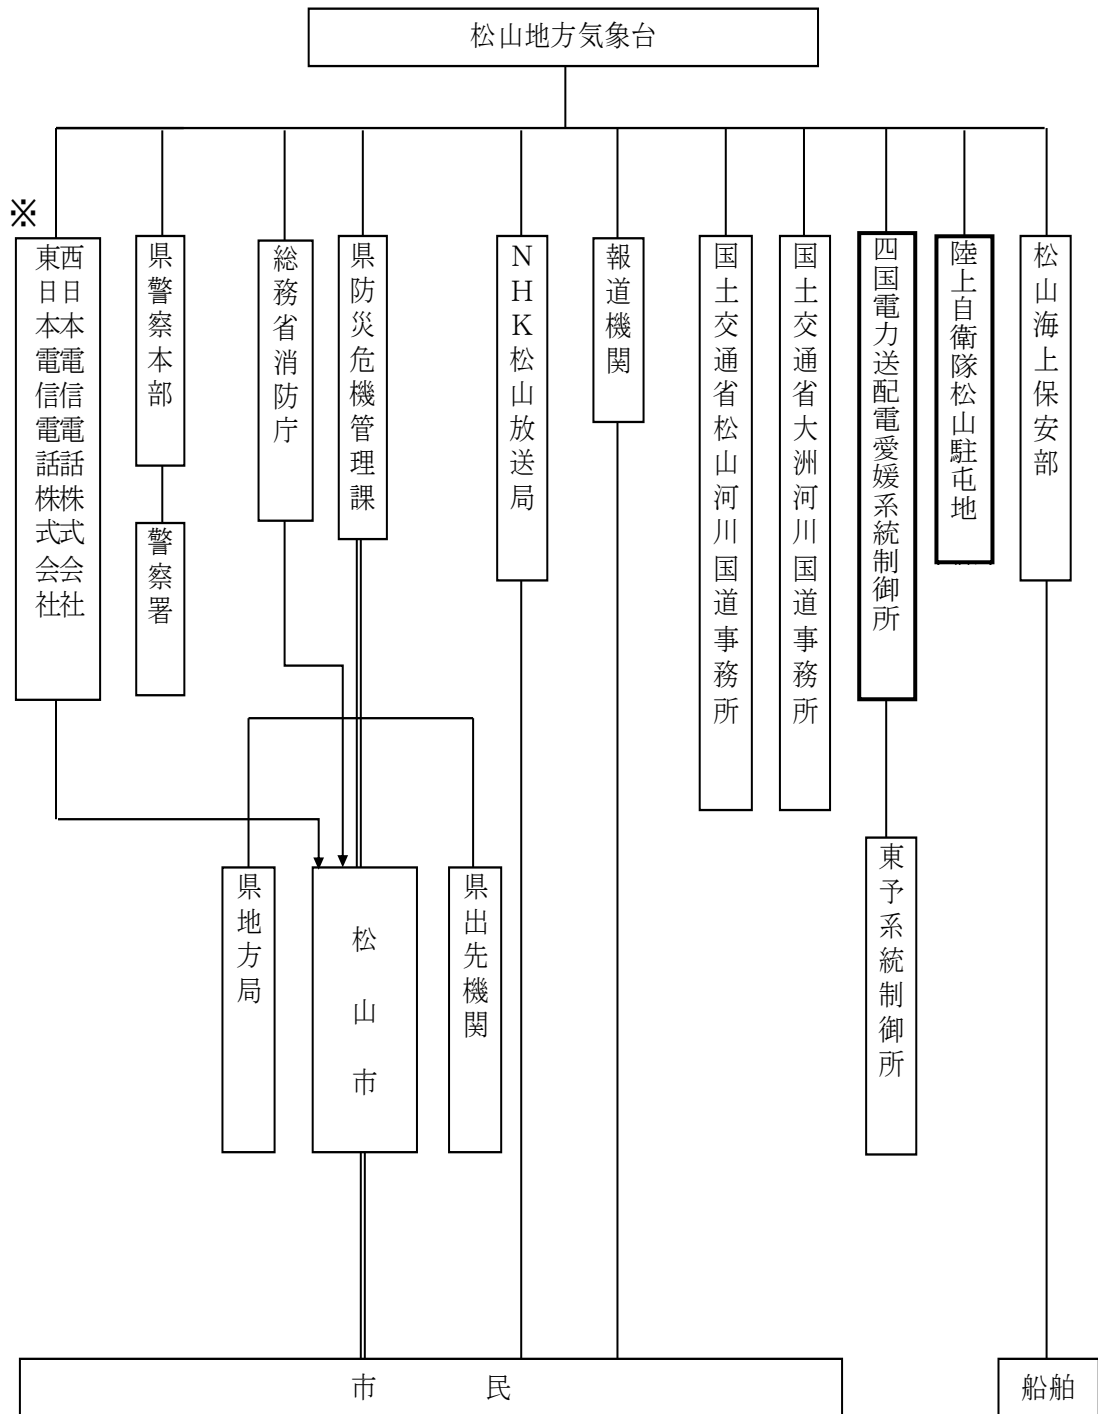 松山地方気象台
※
西日本電信電話株式会社
東日本電信電話株式会社
県警察本部
警察署
総務省消防庁
県防災危機管理課
ＮＨＫ松山放送局
報道機関
国土交通省松山河川国道事務所
国土交通省大洲河川国道事務所
四国電力送配電愛媛系統制御所
陸上自衛隊松山駐屯地
松山海上保安部
県地方局
松山市
県出先機関
東予系統制御所
市民
船舶